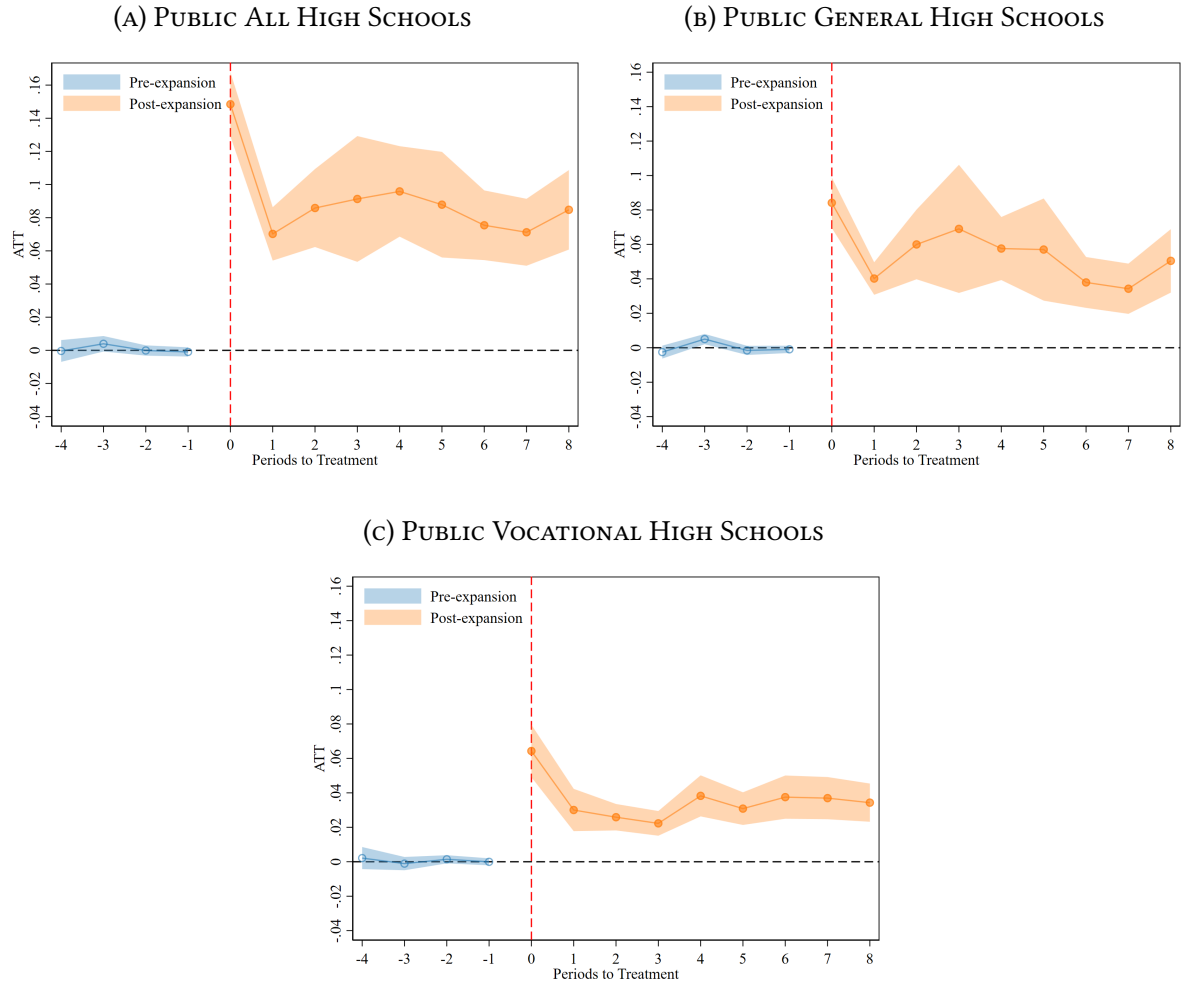 (A) Public All High Schools
Pre-expansion
Post-expansion
ATT
.16
.14
.12
.1
.08
.06
.04
.02
0
-.02
-.04
-4 -3 -2 -1 0 1 2 3 4 5 6 7 8
Periods to Treatment
(B) Public General High Schools
Pre-expansion
Post-expansion
ATT
.16
.14
.12
.1
.08
.06
.04
.02
0
-.02
-.04
-4 -3 -2 -1 0 1 2 3 4 5 6 7 8
Periods to Treatment
(C) Public Vocational High Schools
Pre-expansion
Post-expansion
ATT
.16
.14
.12
.1
.08
.06
.04
.02
0
-.02
-.04
-4 -3 -2 -1 0 1 2 3 4 5 6 7 8
Periods to Treatment